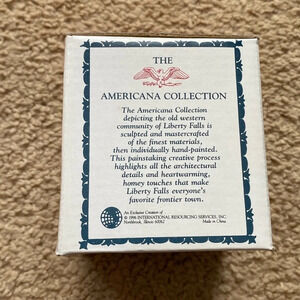 THE
AMERICANA COLLECTION
The Americana Collection
depicting the old western
community of Liberty Falls is
sculpted and mastercrafted
of the finest materials,
then individually hand-painted.
This painstaking creative process
highlights all the architectural
details and heartwarming,
homey touches that make
Liberty Falls everyone's
favorite frontier town.
An Exclusive Creation of
© 1996 INTERNATIONAL RESOURCING SERVICES, INC.
Northbrook, Illinois 60062 Made in China